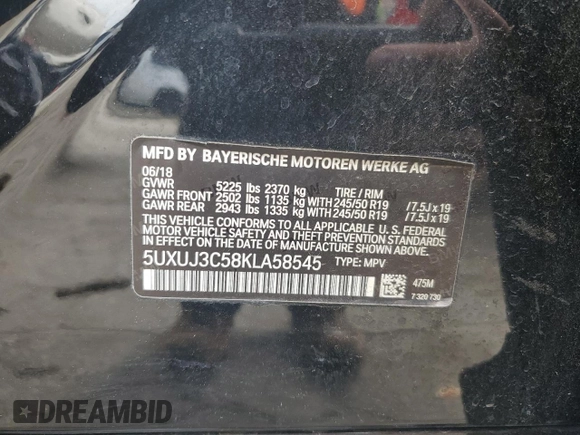 MFD BY BAYERISCHE MOTOREN WERKE AG
06/18
GVWR 5225 lbs 2370 kg TIRE / RIM
GAWR FRONT 2502 lbs 1135 kg WITH 245/50 R19 /7.5J x 19
GAWR REAR 2943 lbs 1335 kg WITH 245/50 R19 /7.5J x 19
THIS VEHICLE CONFORMS TO ALL APPLICABLE U. S. FEDERAL
MOTOR VEHICLE SAFETY AND THEFT PREVENTION STANDARDS
IN EFFECT ON THE DATE OF MANUFACTURE SHOWN ABOVE.
5UXUJ3C58KLA58545 TYPE: MPV
475M
7 320 730
DREAMBID